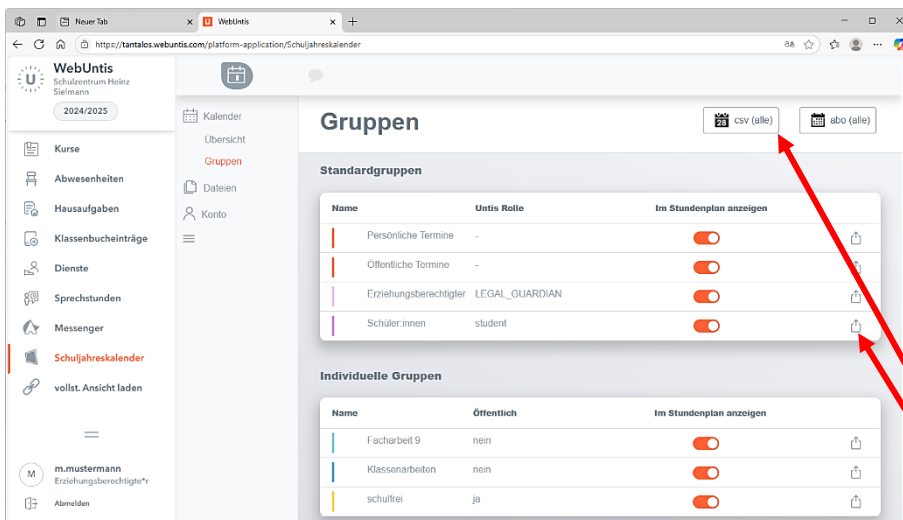 Neuer Tab
WebUntis
https://tantalos.webuntis.com/platform-application/Schuljahreskalender
WebUntis
Schulzentrum Heinz
Sielmann
2024/2025
Kurse
Abwesenheiten
Hausaufgaben
Klassenbucheinträge
Dienste
Sprechstunden
Messenger
Schuljahreskalender
vollst. Ansicht laden
M
m.mustermann
Erziehungsberechtigte*r
Abmelden
Kalender
Übersicht
Gruppen
Dateien
Konto
Gruppen
28 csv (alle)
abo (alle)
Standardgruppen
Name Untis Rolle Im Stundenplan anzeigen
Persönliche Termine -
Öffentliche Termine -
Erziehungsberechtigter LEGAL_GUARDIAN
Schüler:innen student
Individuelle Gruppen
Name Öffentlich Im Stundenplan anzeigen
Facharbeit 9 nein
Klassenarbeiten nein
schulfrei ja